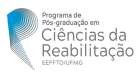 Programa de
Pós-graduação em
Ciências da
Reabilitação
EEFFTO/UFMG